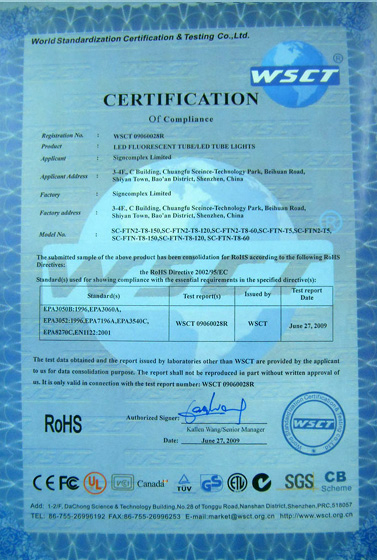 World Standardization Certification & Testing Co.,Ltd.
WSCT
®
CERTIFICATION
Of Compliance
Registration No. : WSCT 09060028R
Product : LED FLUORESCENT TUBE/LED TUBE LIGHTS
Applicant : Signcomplex Limited
Applicant Address : 3-4F., C Building, Chuangfu Sceince-Technology Park, Beihuan Road,
Shiyan Town, Bao'an District, Shenzhen, China
Factory : Signcomplex Limited
Factory address : 3-4F., C Building, Chuangfu Sceince-Technology Park, Beihuan Road,
Shiyan Town, Bao'an District, Shenzhen, China
Model No. : SC-FTN2-T8-150,SC-FTN2-T8-120,SC-FTN2-T8-60,SC-FTN-T5,SC-FTN2-T5,
SC-FTN-T8-150,SC-FTN-T8-120, SC-FTN-T8-60
The submitted sample of the above product has been consolidation for RoHS according to the following RoHS
Directives:
the RoHS Directive 2002/95/EC
Standard(s) used for showing compliance with the essential requirements in the specified directive(s):
Standard(s) Test report(s) Issued by Test report Date
EPA3050B:1996,EPA3060A,
EPA3052:1996,EPA7196A,EPA3540C,
EPA8270C,EN1122:2001
WSCT 09060028R WSCT June 27, 2009
The test data obtained and the report issued by laboratories other than WSCT are provided by the applicant
to us for data consolidation purpose. The report shall not be reproduced in part without written approval of
us. It is only valid in connection with the test report number: WSCT 09060028R
RoHS
Authorized Signer:
Kallen Wang/Senior Manager
Date: June 27, 2009
WSCT
CE FC UL Canada TÜV GS SGS CB
Scheme
Add: 1-2/F, DaChong Science & Technology Building,No.28 of Tonggu Road,Nanshan District,Shenzhen,PRC,518057
TEL: 86-755-26996192 FAX:86-755-26996253 E-mail:market@wsct.org.cn http://www.wsct.org.cn